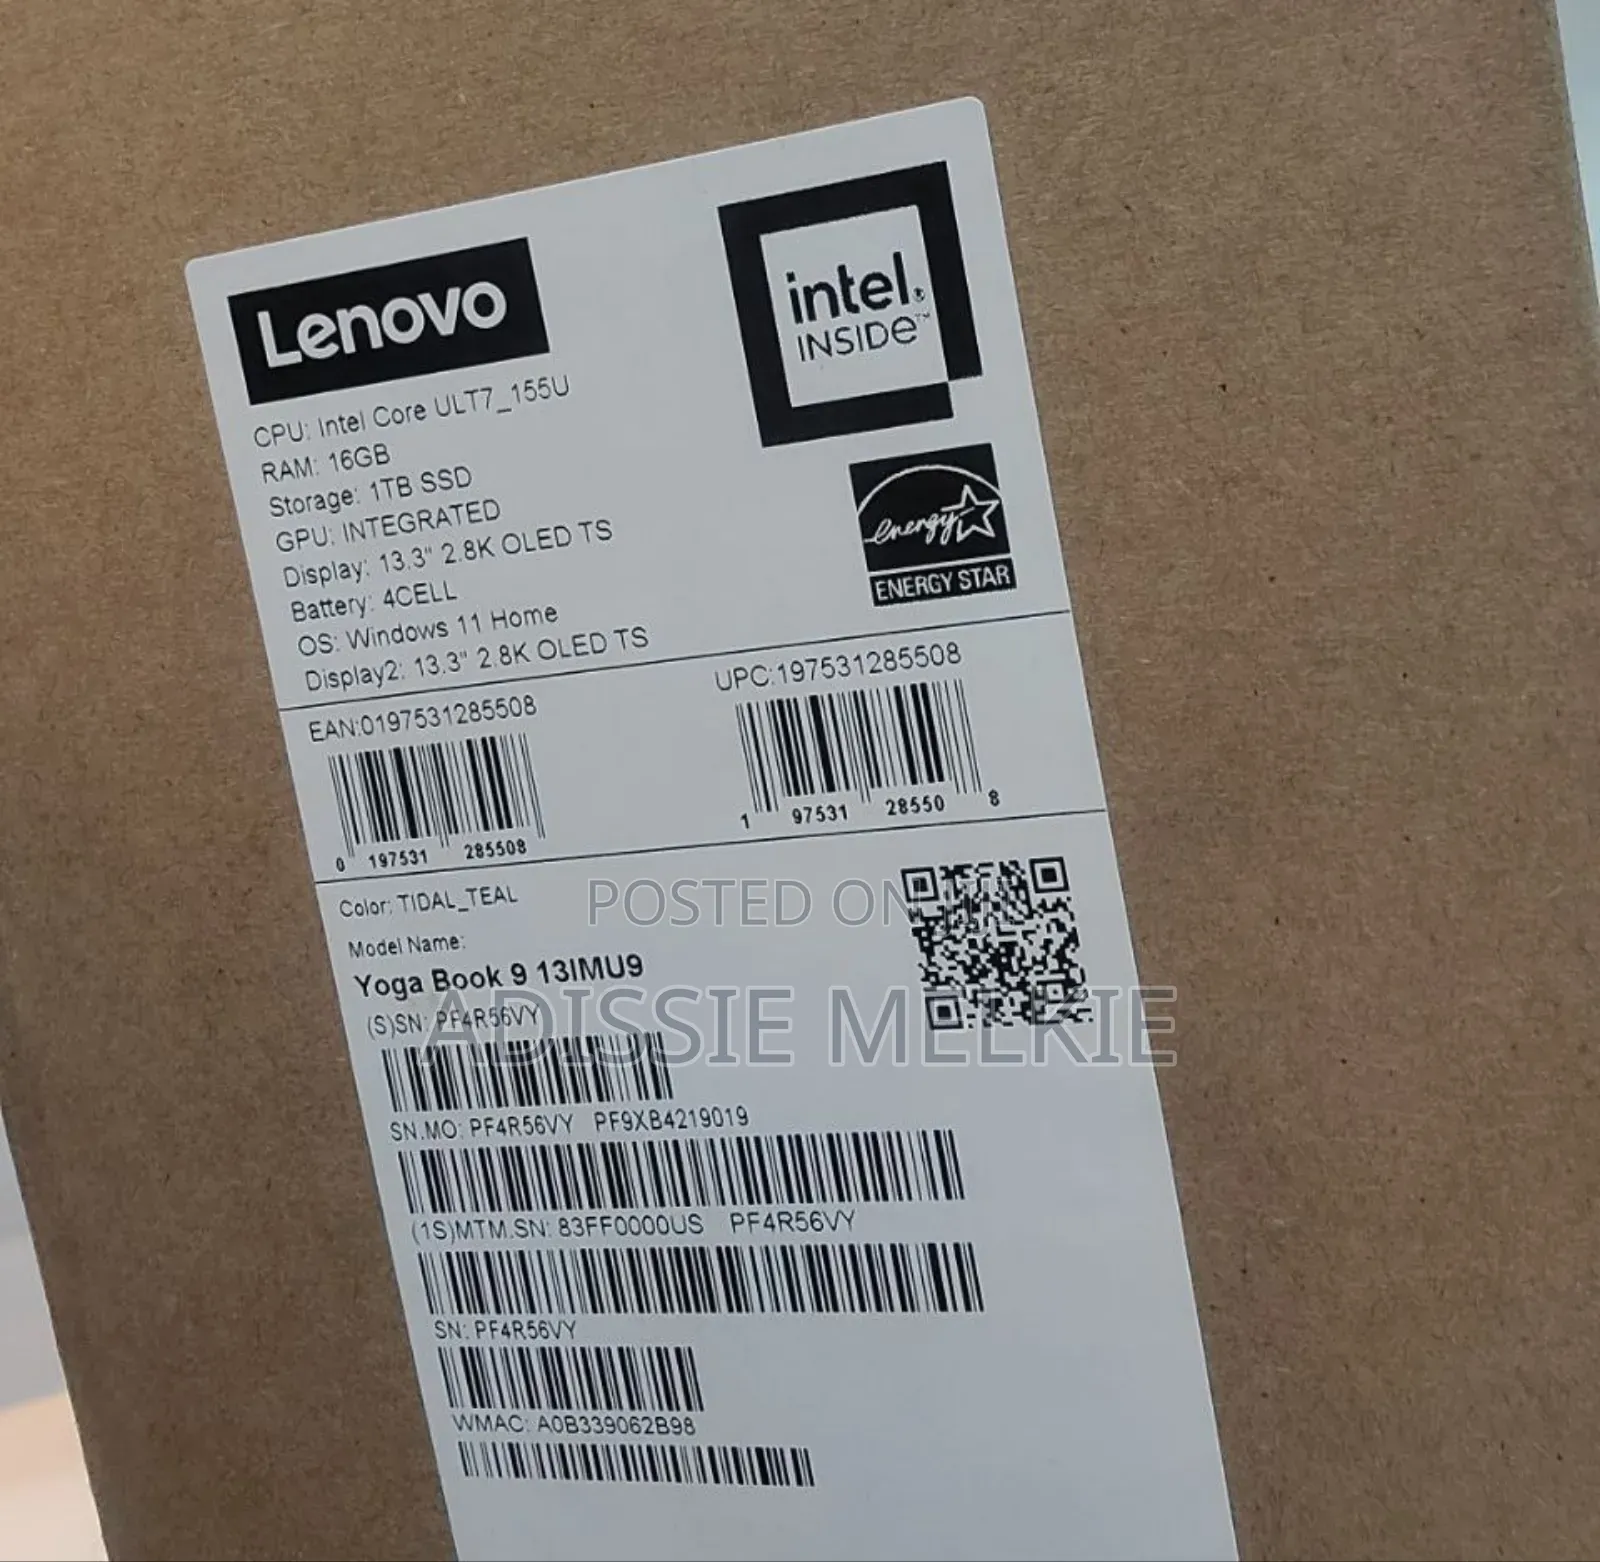 Lenovo
intel®
INSIDe™
CPU: Intel Core ULT7_155U
RAM: 16GB
Storage: 1TB SSD
GPU: INTEGRATED
Display: 13.3" 2.8K OLED TS
Battery: 4CELL
OS: Windows 11 Home
Display2: 13.3" 2.8K OLED TS
energy
ENERGY STAR
EAN:0197531285508
0 197531 285508
UPC:197531285508
1 97531 28550 8
Color: TIDAL_TEAL
POSTED ON
Model Name:
Yoga Book 9 13IMU9
ADISSIE MELKIE
(S)SN: PF4R56VY
SN.MO: PF4R56VY PF9XB4219019
(1S)MTM.SN: 83FF0000US PF4R56VY
SN: PF4R56VY
WMAC: A0B339062B98